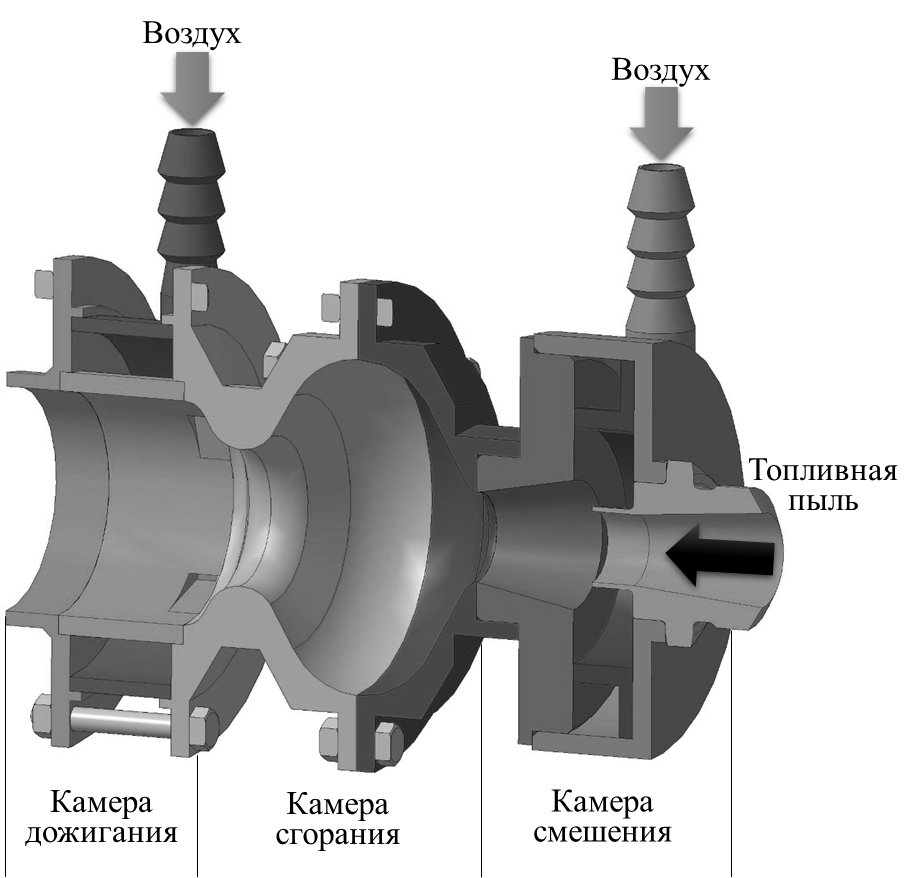 Воздух
Воздух
Топливная
пыль
Камера
дожигания
Камера
сгорания
Камера
смешения